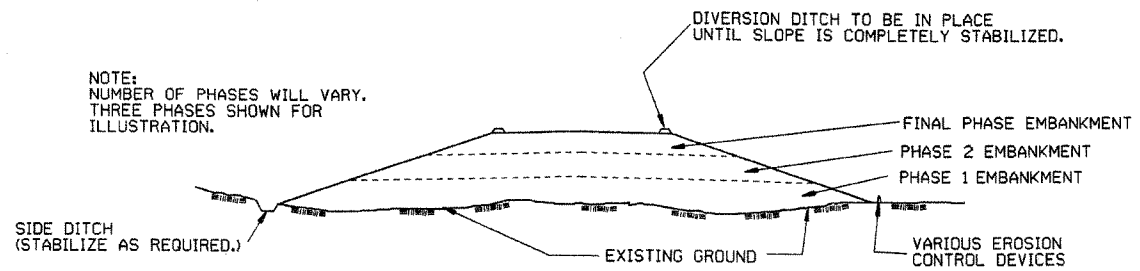 DIVERSION DITCH TO BE IN PLACE
UNTIL SLOPE IS COMPLETELY STABILIZED.
NOTE:
NUMBER OF PHASES WILL VARY.
THREE PHASES SHOWN FOR
ILLUSTRATION.
FINAL PHASE EMBANKMENT
PHASE 2 EMBANKMENT
PHASE 1 EMBANKMENT
SIDE DITCH
(STABILIZE AS REQUIRED.)
EXISTING GROUND
VARIOUS EROSION
CONTROL DEVICES